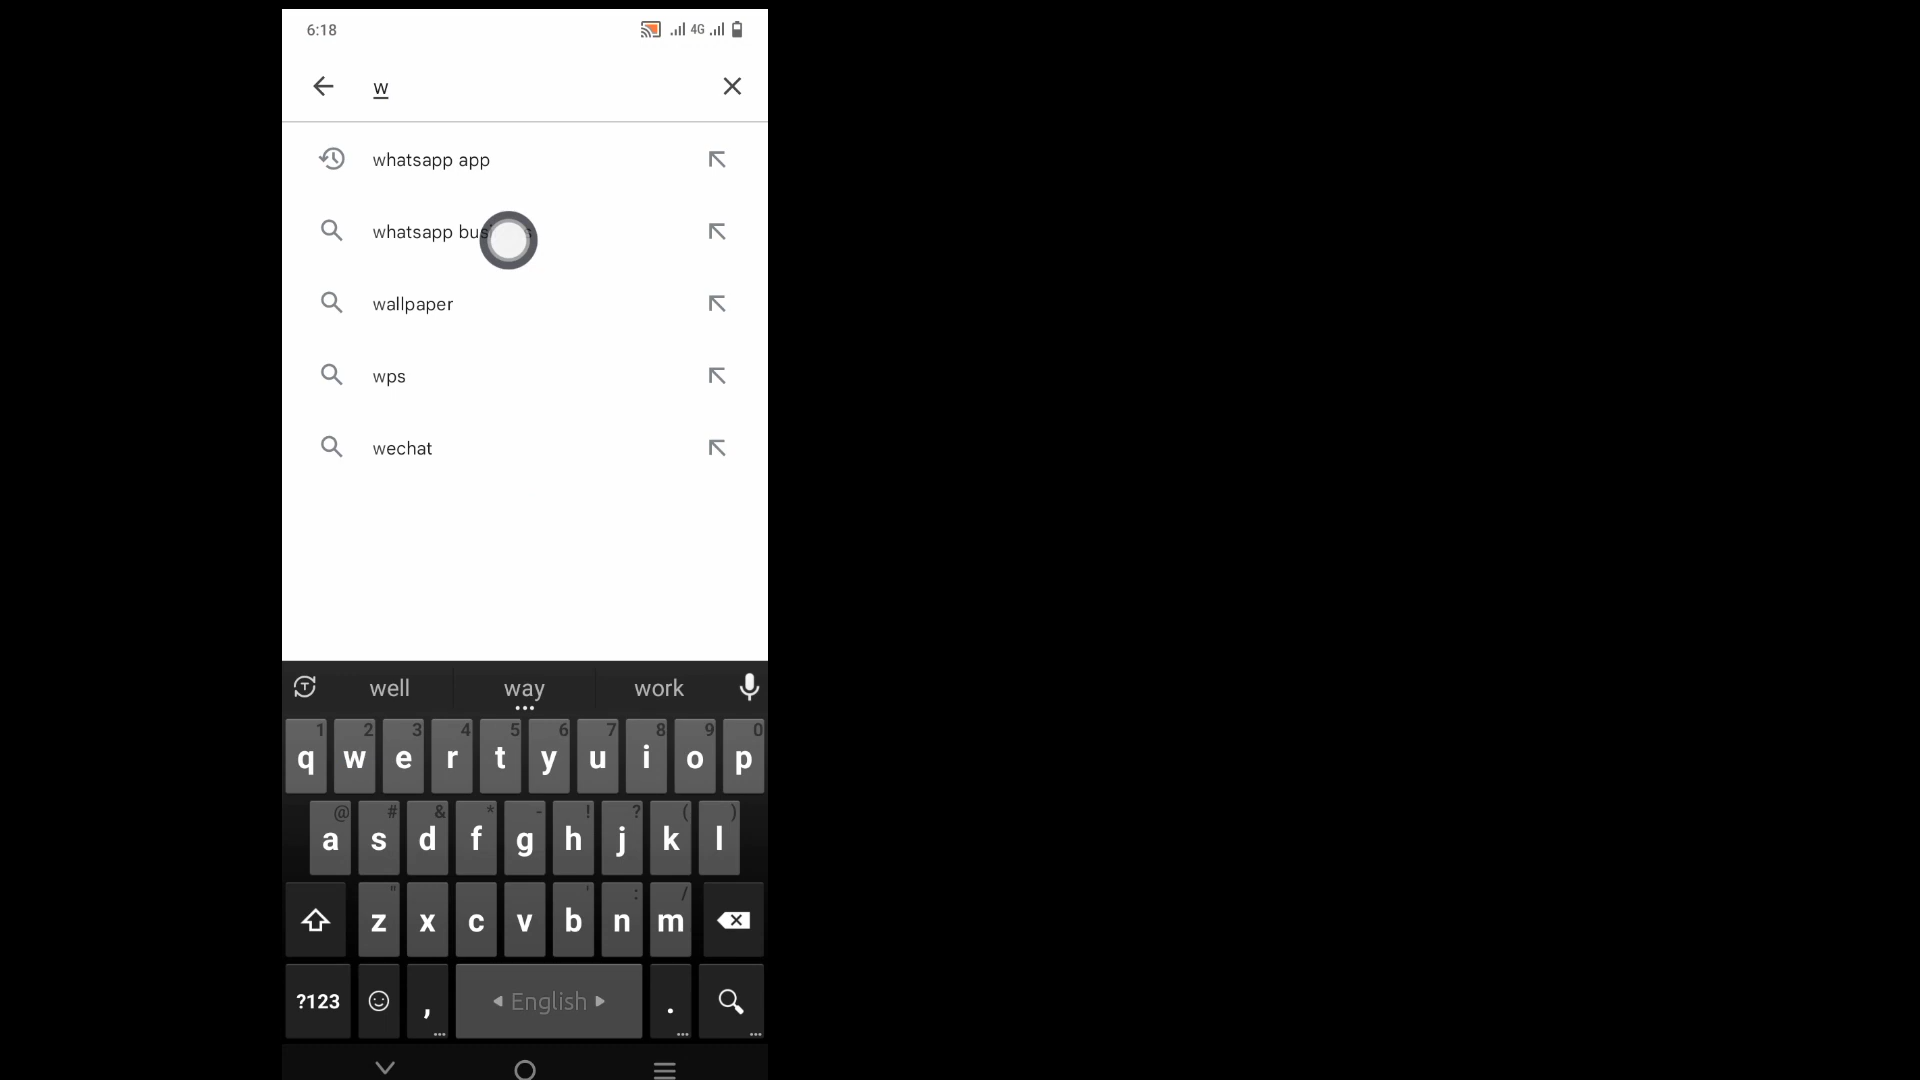 6:18
4G
w
whatsapp app
whatsapp
wallpaper
wps
wechat
well way work
1 2 3 4 5 6 7 8 9 0
q w e r t y u i o p
@ # & * - ! ? ( )
a s d f g h j k l
" ' : /
z x c v b n m
?123 , English .